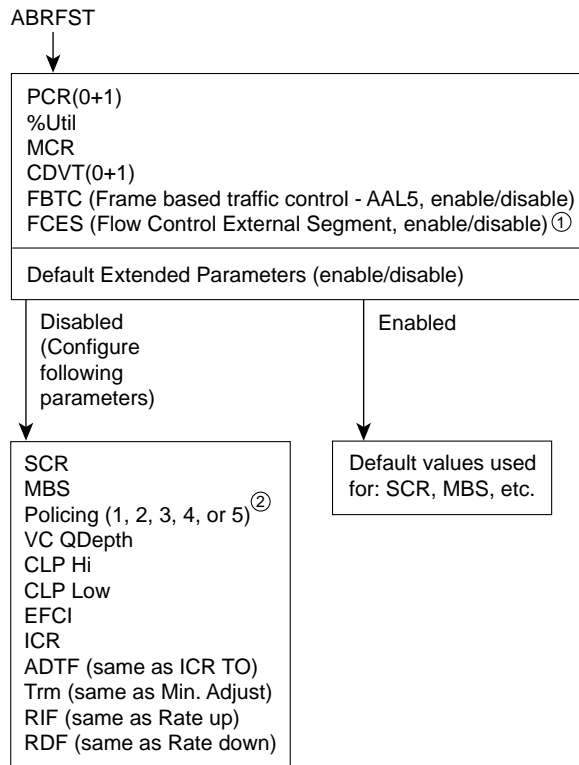 ABRFST
PCR(0+1)
%Util
MCR
CDVT(0+1)
FBTC (Frame based traffic control - AAL5, enable/disable)
FCES (Flow Control External Segment, enable/disable) ①
Default Extended Parameters (enable/disable)
Disabled
(Configure
following
parameters)
Enabled
SCR
MBS
Policing (1, 2, 3, 4, or 5) ②
VC QDepth
CLP Hi
CLP Low
EFCI
ICR
ADTF (same as ICR TO)
Trm (same as Min. Adjust)
RIF (same as Rate up)
RDF (same as Rate down)
Default values used
for: SCR, MBS, etc.